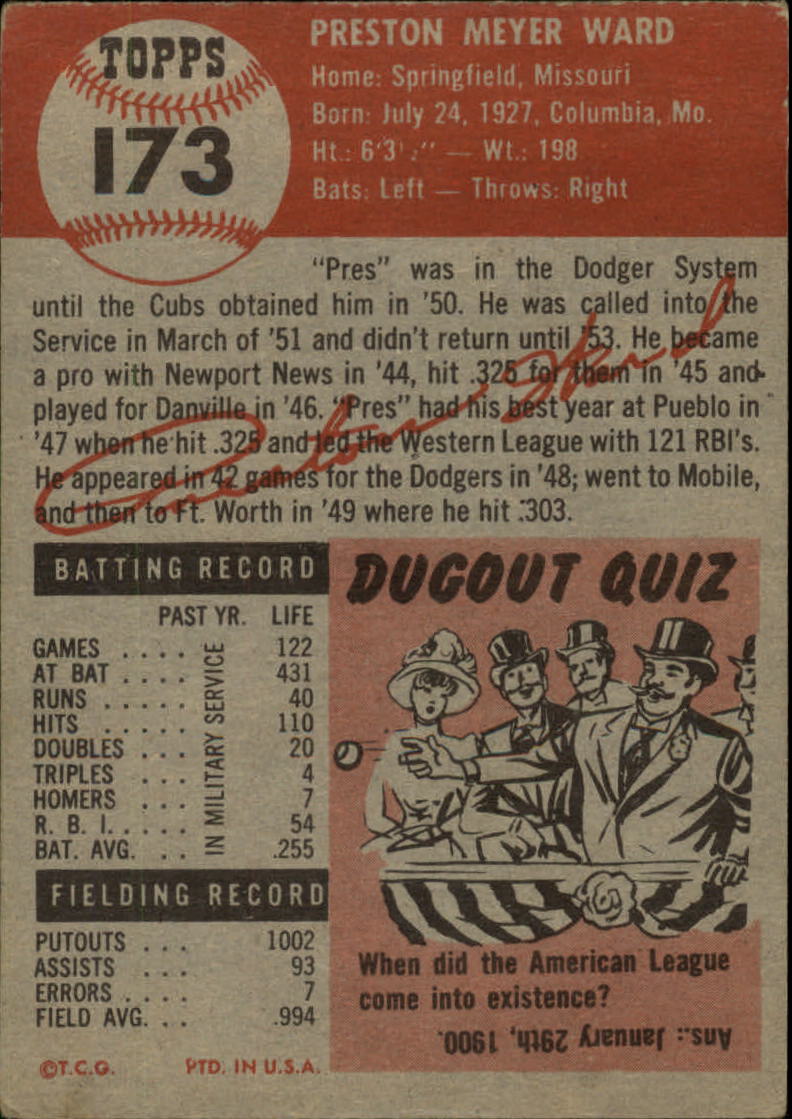 TOPPS
173
PRESTON MEYER WARD
Home: Springfield, Missouri
Born: July 24, 1927, Columbia, Mo.
Ht.: 6'3½" — Wt.: 198
Bats: Left — Throws: Right
"Pres" was in the Dodger System
until the Cubs obtained him in '50. He was called into the
Service in March of '51 and didn't return until '53. He became
a pro with Newport News in '44, hit .325 for them in '45 and
played for Danville in '46. "Pres" had his best year at Pueblo in
'47 when he hit .325 and led the Western League with 121 RBI's.
He appeared in 42 games for the Dodgers in '48; went to Mobile,
and then to Ft. Worth in '49 where he hit .303.
Preston Ward
BATTING RECORD
PAST YR. LIFE
GAMES .... 122
AT BAT .... 431
RUNS ..... 40
HITS ..... 110
DOUBLES ... 20
TRIPLES ... 4
HOMERS ... 7
R. B. I. .... 54
BAT. AVG. .. .255
IN MILITARY SERVICE
FIELDING RECORD
PUTOUTS ... 1002
ASSISTS ... 93
ERRORS .... 7
FIELD AVG. .. .994
©T.C.G. PTD. IN U.S.A.
DUGOUT QUIZ
When did the American League
come into existence?
Ans.: January 29th, 1900.